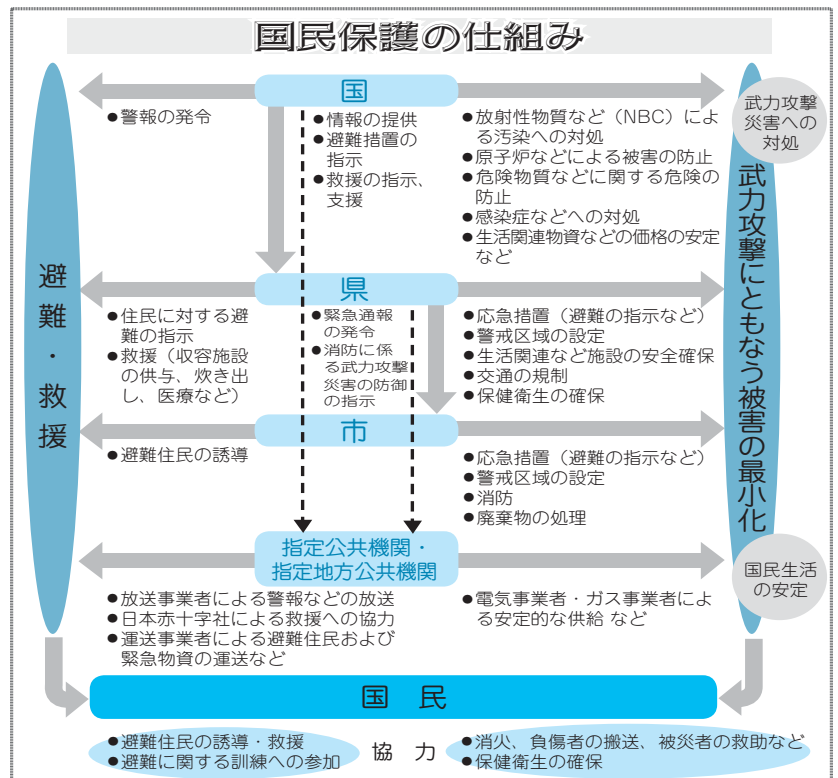 国民保護の仕組み
避難・救援
武力攻撃
災害への
対処
武力攻撃にともなう被害の最小化
国民生活
の安定
国
●警報の発令
●情報の提供
●避難措置の
指示
●救援の指示、
支援
●放射性物質など（NBC）によ
る汚染への対処
●原子炉などによる被害の防止
●危険物質などに関する危険の
防止
●感染症などへの対処
●生活関連物資などの価格の安定
など
県
●住民に対する避
難の指示
●救援（収容施設
の供与、炊き出
し、医療など）
●緊急通報
の発令
●消防に係
る武力攻撃
災害の防御
の指示
●応急措置（避難の指示など）
●警戒区域の設定
●生活関連など施設の安全確保
●交通の規制
●保健衛生の確保
市
●避難住民の誘導
●応急措置（避難の指示など）
●警戒区域の設定
●消防
●廃棄物の処理
指定公共機関・
指定地方公共機関
●放送事業者による警報などの放送
●日本赤十字社による救援への協力
●運送事業者による避難住民および
緊急物資の運送など
●電気事業者・ガス事業者によ
る安定的な供給 など
国民
●避難住民の誘導・救援
●避難に関する訓練への参加
協力
●消火、負傷者の搬送、被災者の救助など
●保健衛生の確保